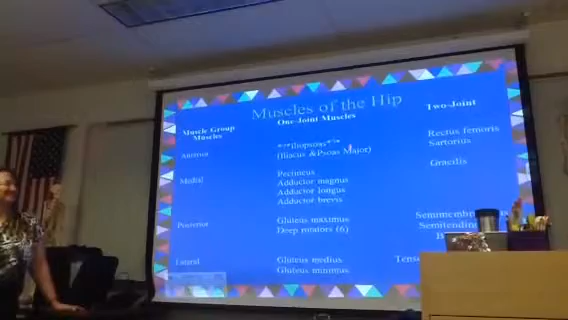 Muscles of the Hip
Muscle Group One-Joint Muscles Two-Joint
Muscles
Anterior ***Iliopsoas*** Rectus femoris
(Iliacus &Psoas Major) Sartorius
Medial Pectineus Gracilis
Adductor magnus
Adductor longus
Adductor brevis
Posterior Gluteus maximus
Deep rotators (6)
Lateral Gluteus medius
Gluteus minimus